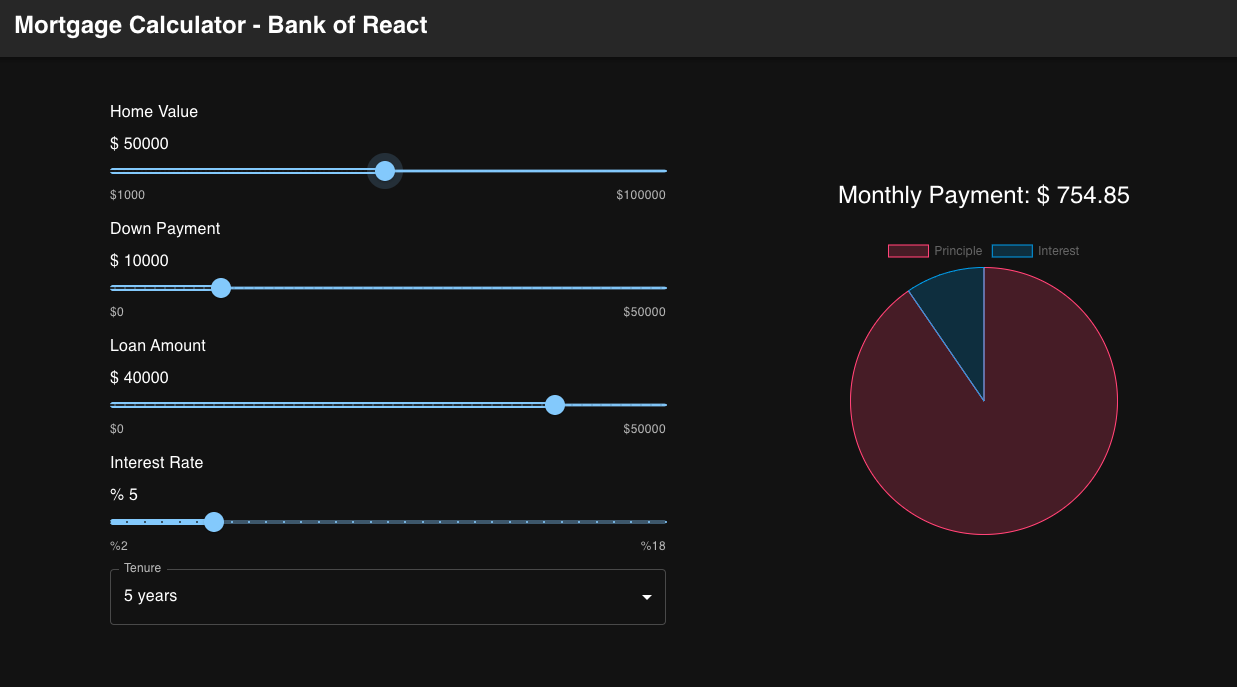 Mortgage Calculator - Bank of React
Home Value
$ 50000
$1000 $100000
Down Payment
$ 10000
$0 $50000
Loan Amount
$ 40000
$0 $50000
Interest Rate
% 5
%2 %18
Tenure
5 years
Monthly Payment: $ 754.85
Principle Interest